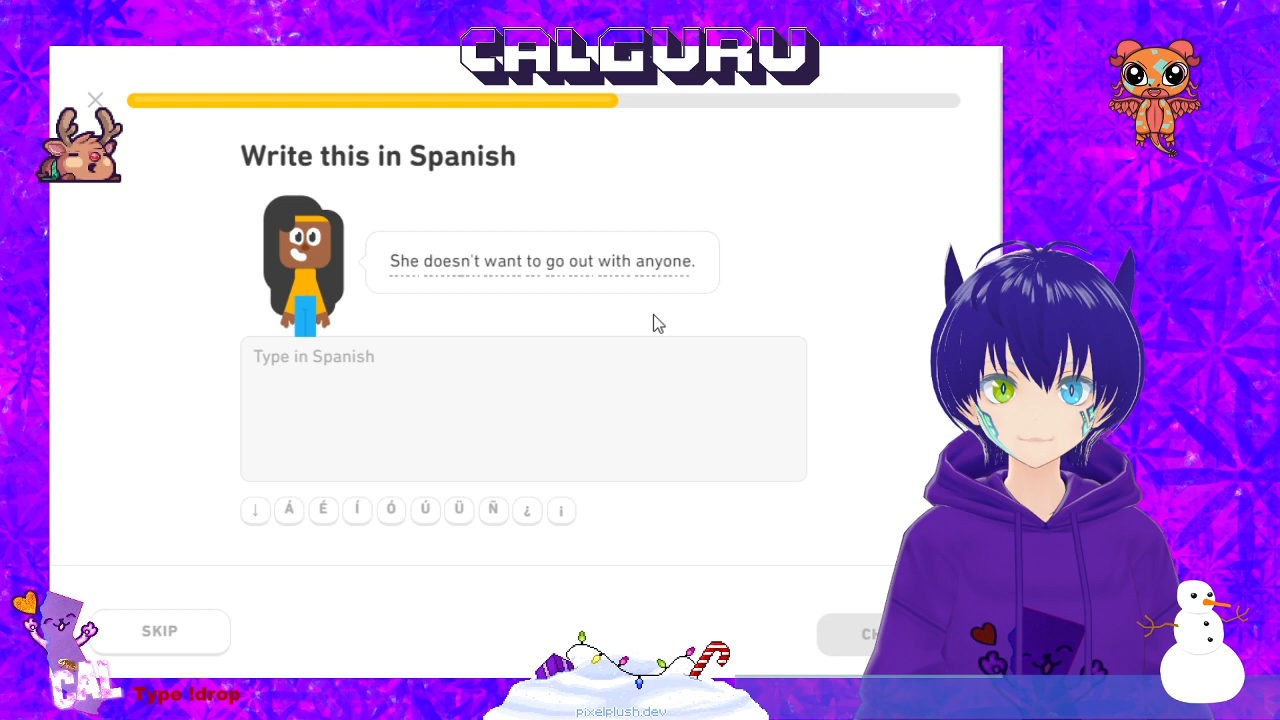 CALGURU
Write this in Spanish
She doesn't want to go out with anyone.
Type in Spanish
↓ Á É Í Ó Ú Ü Ñ ¿ ¡
SKIP
CH
CAL
Type !drop
pixelplush.dev